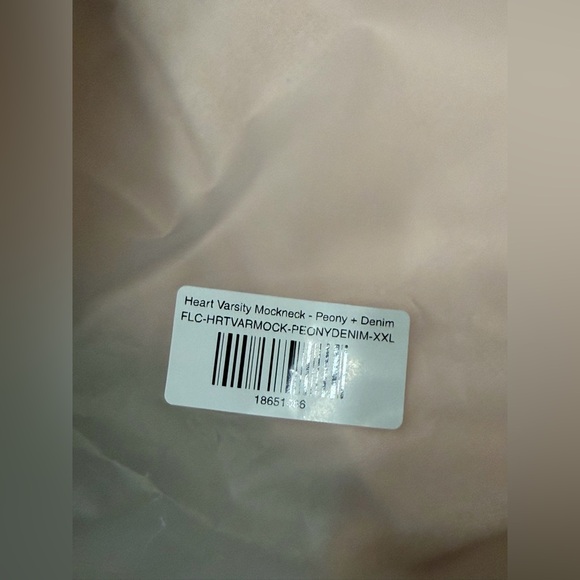 Heart Varsity Mockneck - Peony + Denim
FLC-HRTVARMOCK-PEONYDENIM-XXL